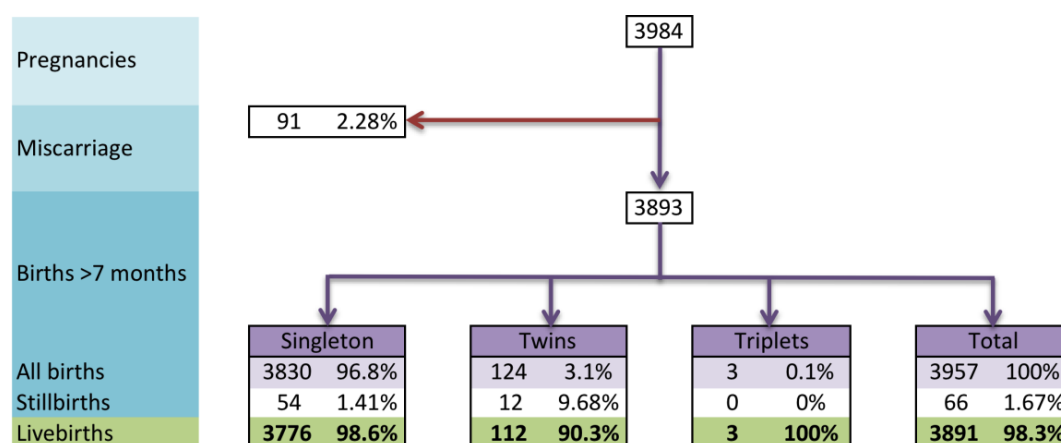 3984
Pregnancies
91 2.28%
Miscarriage
3893
Births >7 months
Singleton Twins Triplets Total
All births 3830 96.8% 124 3.1% 3 0.1% 3957 100%
Stillbirths 54 1.41% 12 9.68% 0 0% 66 1.67%
Livebirths 3776 98.6% 112 90.3% 3 100% 3891 98.3%